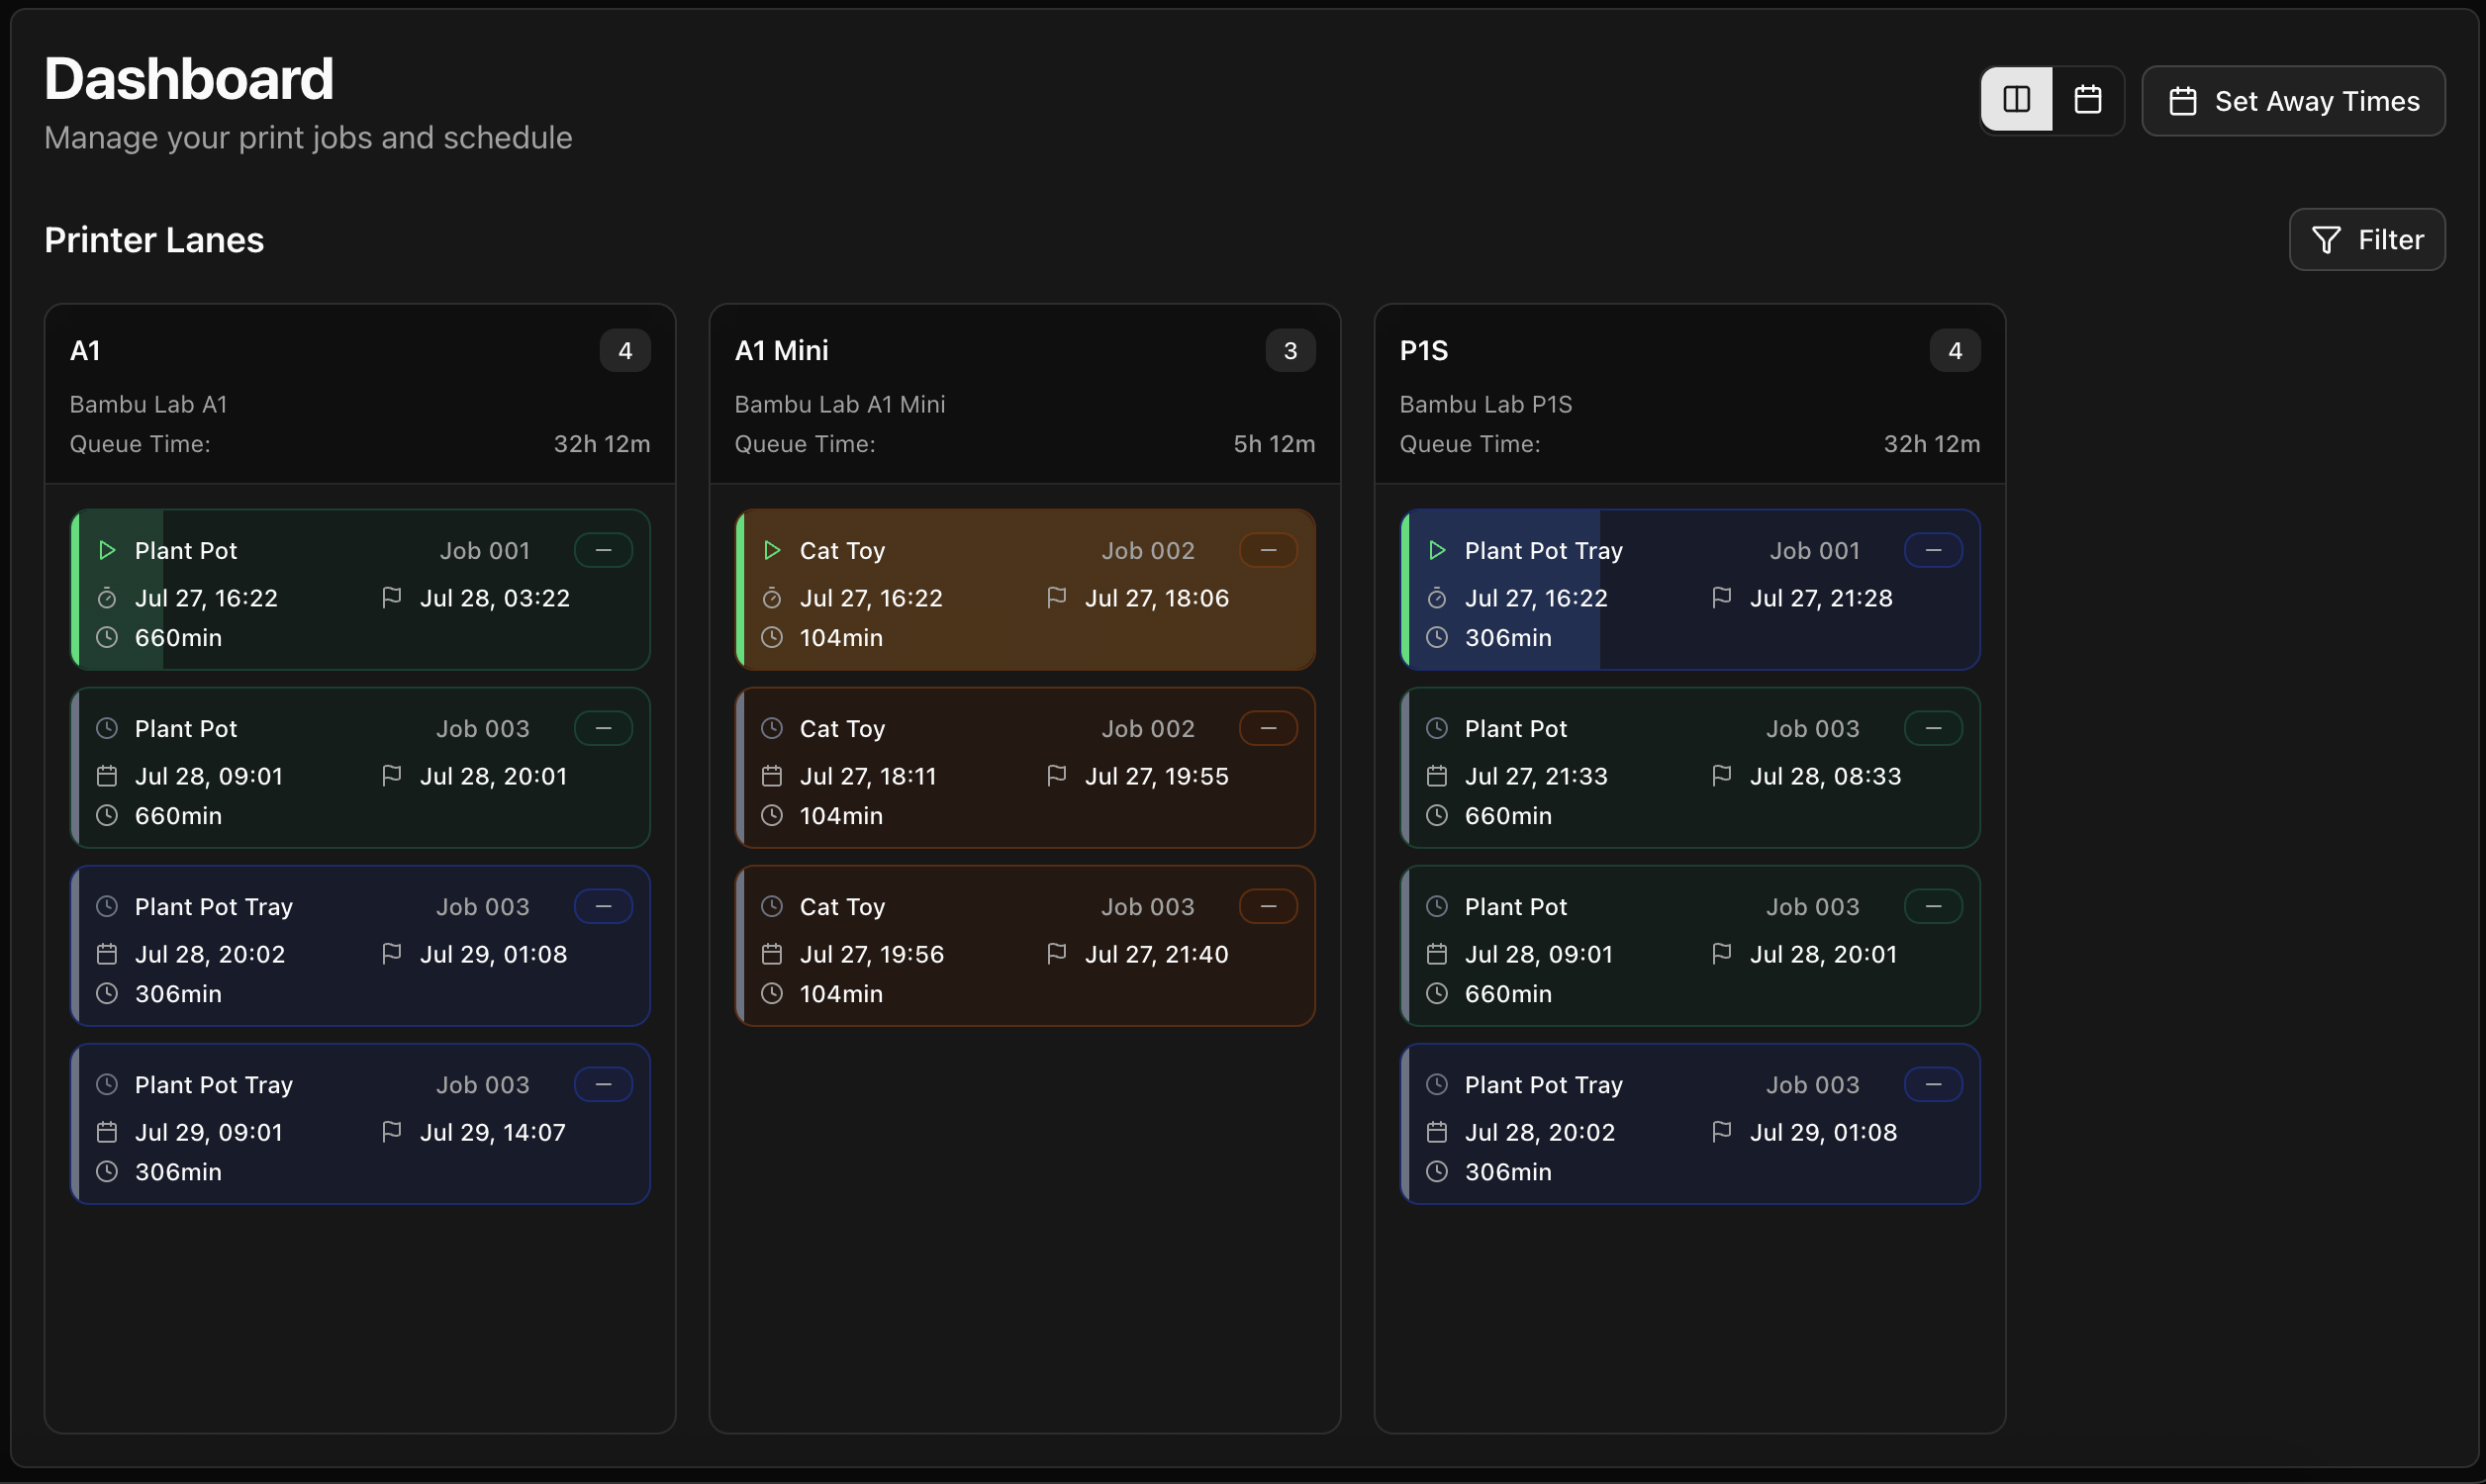 Dashboard
Manage your print jobs and schedule
Set Away Times
Printer Lanes
Filter
A1
4
Bambu Lab A1
Queue Time: 32h 12m
Plant Pot Job 001 —
Jul 27, 16:22 Jul 28, 03:22
660min
Plant Pot Job 003 —
Jul 28, 09:01 Jul 28, 20:01
660min
Plant Pot Tray Job 003 —
Jul 28, 20:02 Jul 29, 01:08
306min
Plant Pot Tray Job 003 —
Jul 29, 09:01 Jul 29, 14:07
306min
A1 Mini
3
Bambu Lab A1 Mini
Queue Time: 5h 12m
Cat Toy Job 002 —
Jul 27, 16:22 Jul 27, 18:06
104min
Cat Toy Job 002 —
Jul 27, 18:11 Jul 27, 19:55
104min
Cat Toy Job 003 —
Jul 27, 19:56 Jul 27, 21:40
104min
P1S
4
Bambu Lab P1S
Queue Time: 32h 12m
Plant Pot Tray Job 001 —
Jul 27, 16:22 Jul 27, 21:28
306min
Plant Pot Job 003 —
Jul 27, 21:33 Jul 28, 08:33
660min
Plant Pot Job 003 —
Jul 28, 09:01 Jul 28, 20:01
660min
Plant Pot Tray Job 003 —
Jul 28, 20:02 Jul 29, 01:08
306min